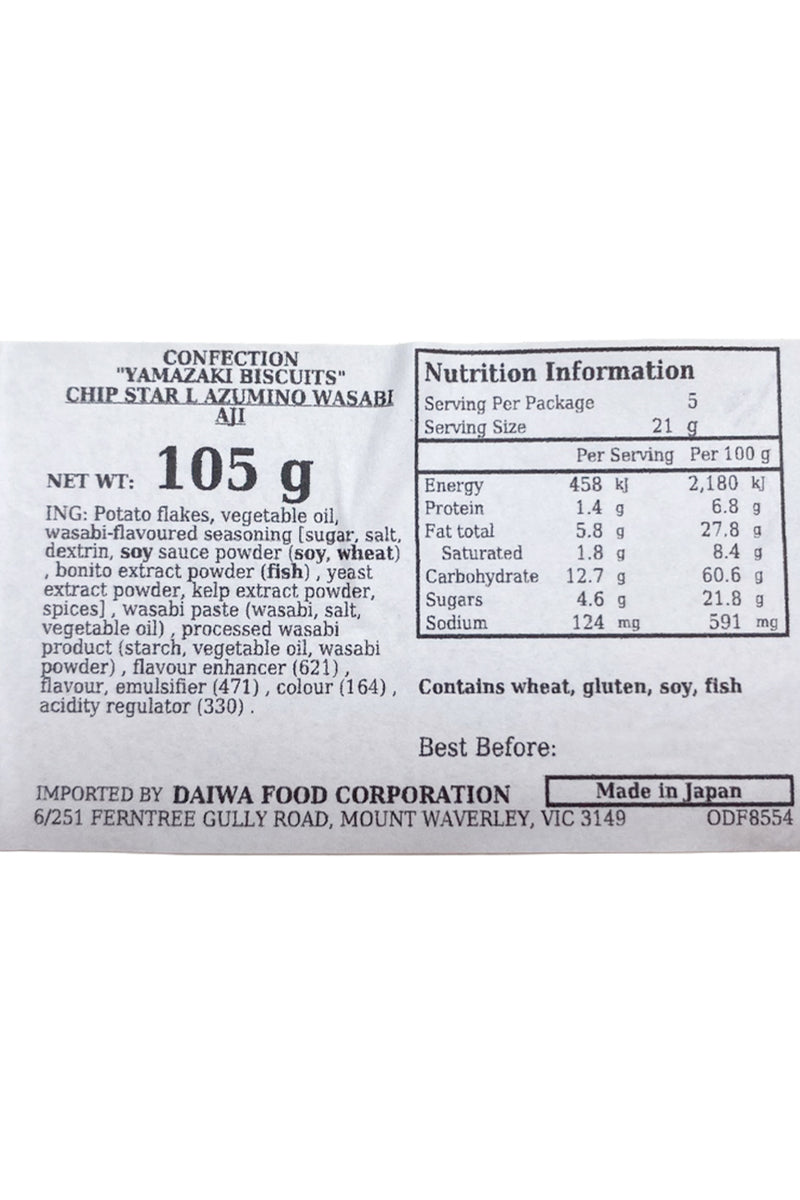 CONFECTION
"YAMAZAKI BISCUITS"
CHIP STAR L AZUMINO WASABI
AJI
NET WT: 105 g
ING: Potato flakes, vegetable oil,
wasabi-flavoured seasoning [sugar, salt,
dextrin, soy sauce powder (soy, wheat)
, bonito extract powder (fish) , yeast
extract powder, kelp extract powder,
spices] , wasabi paste (wasabi, salt,
vegetable oil) , processed wasabi
product (starch, vegetable oil, wasabi
powder) , flavour enhancer (621) ,
flavour, emulsifier (471) , colour (164) ,
acidity regulator (330) .
Nutrition Information
Serving Per Package 5
Serving Size 21 g
Per Serving Per 100 g
Energy 458 kJ 2,180 kJ
Protein 1.4 g 6.8 g
Fat total 5.8 g 27.8 g
Saturated 1.8 g 8.4 g
Carbohydrate 12.7 g 60.6 g
Sugars 4.6 g 21.8 g
Sodium 124 mg 591 mg
Contains wheat, gluten, soy, fish
Best Before:
IMPORTED BY DAIWA FOOD CORPORATION
Made in Japan
6/251 FERNTREE GULLY ROAD, MOUNT WAVERLEY, VIC 3149
ODF8554